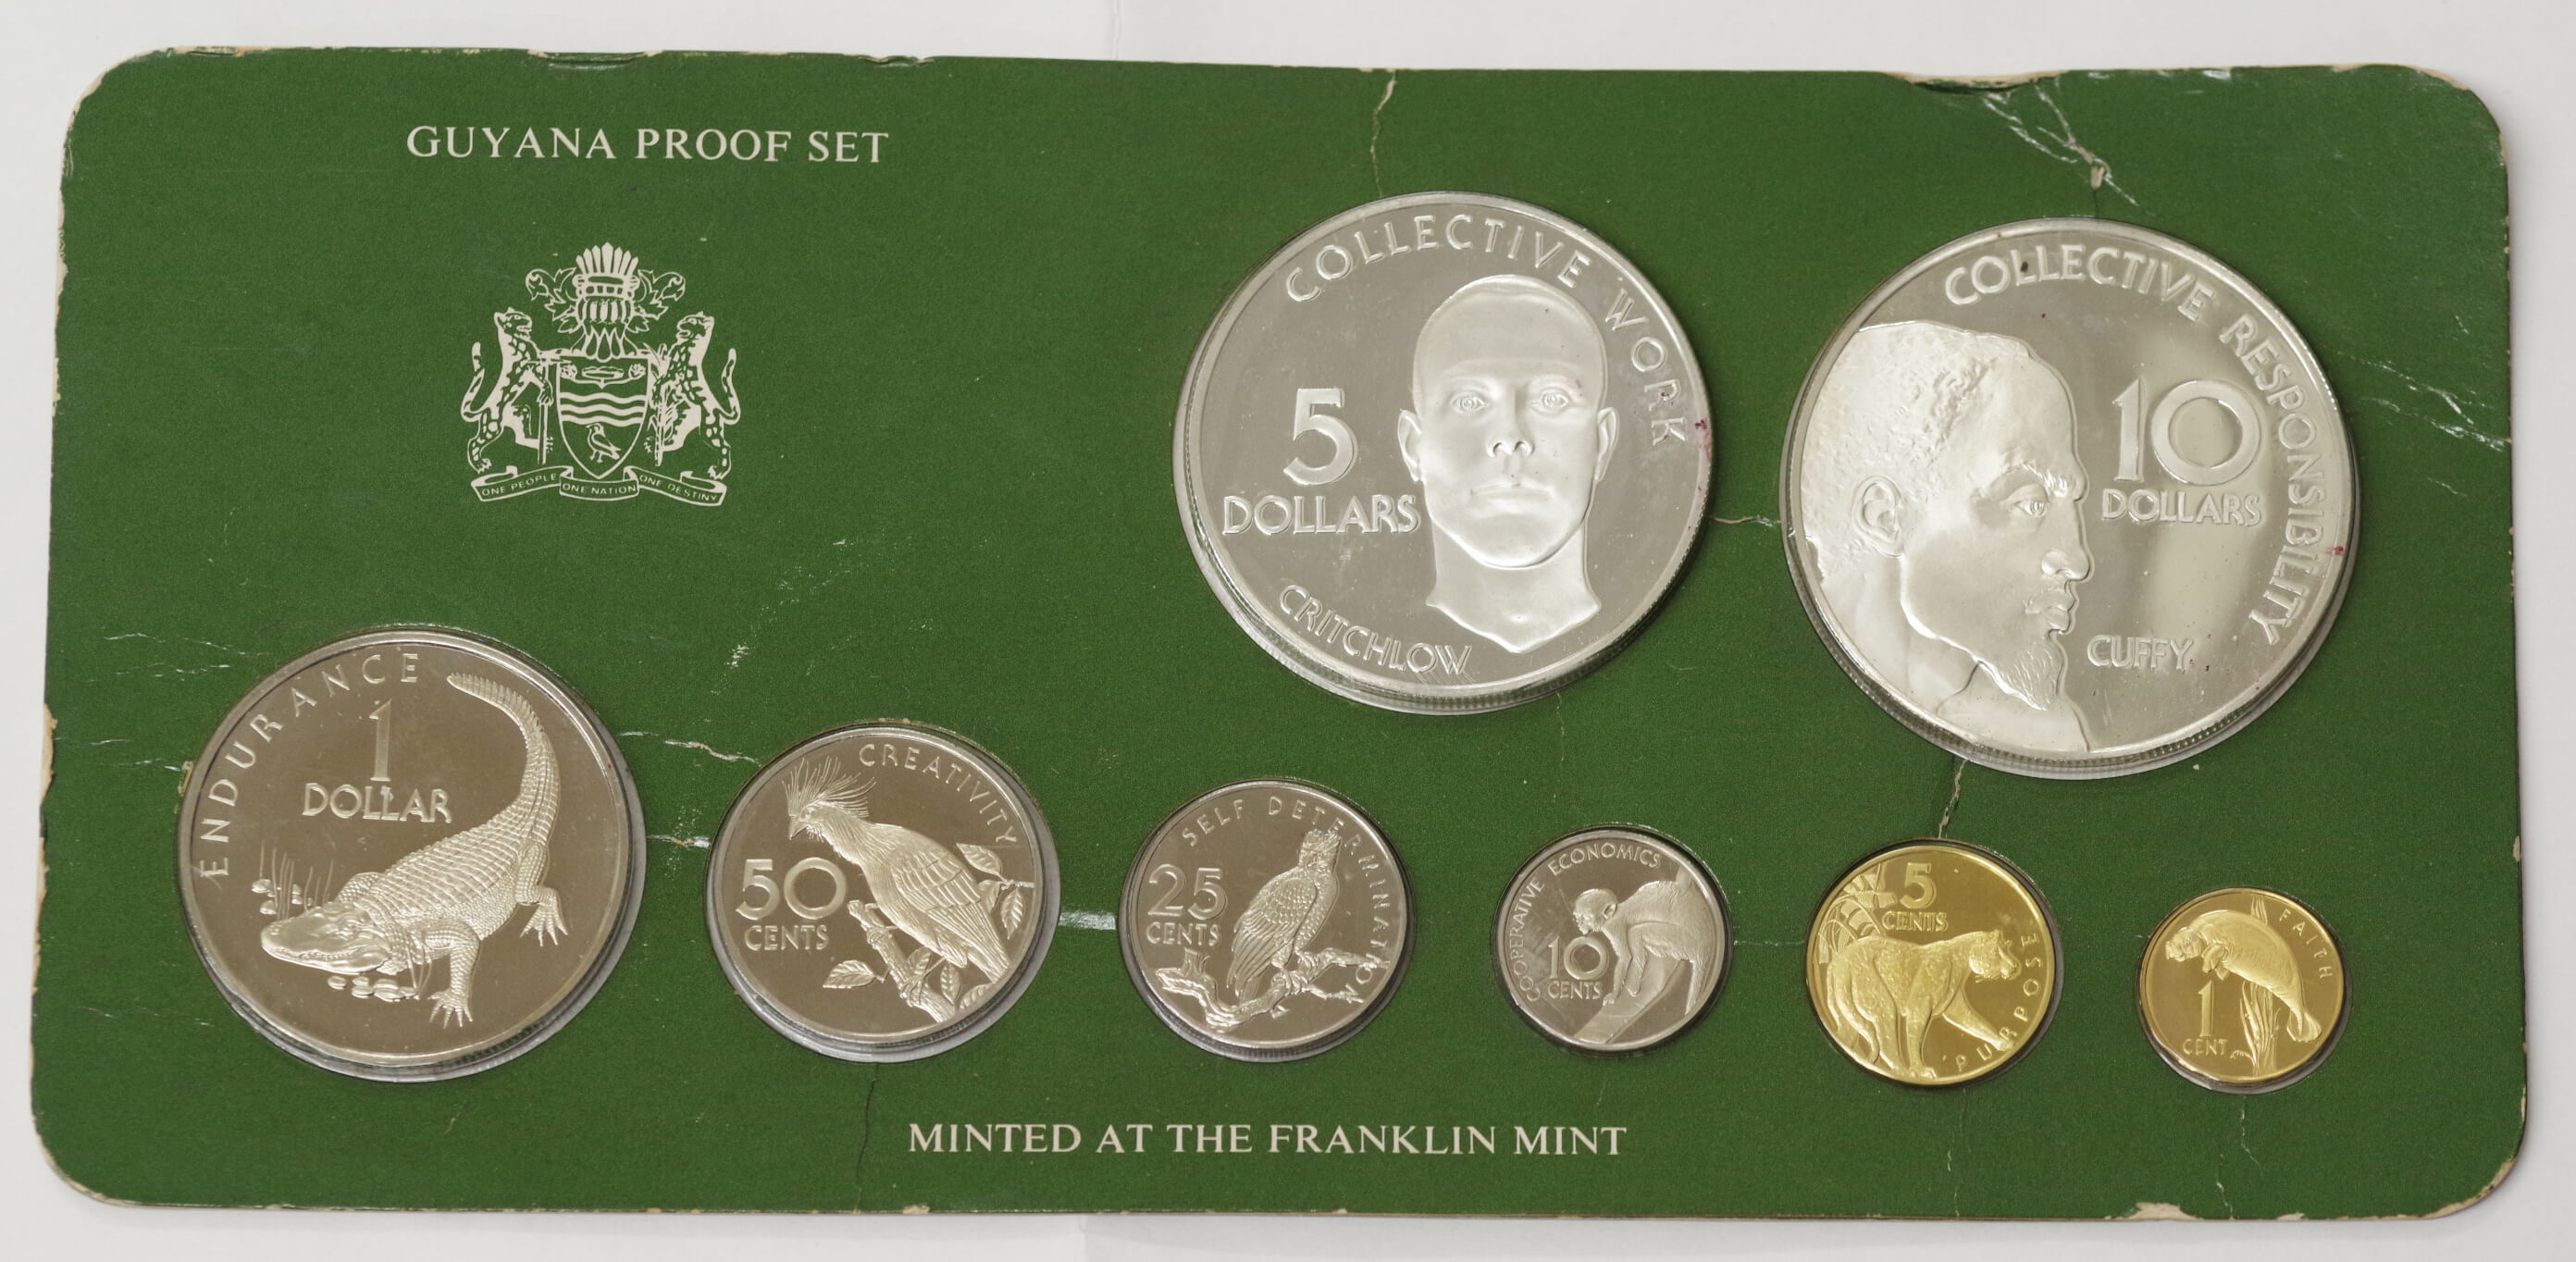 GUYANA PROOF SET
ONE PEOPLE ONE NATION ONE DESTINY
COLLECTIVE WORK
5
DOLLARS
CRITCHLOW
COLLECTIVE RESPONSIBILITY
10
DOLLARS
CUFFY
ENDURANCE
1
DOLLAR
CREATIVITY
50
CENTS
SELF DETERMINATION
25
CENTS
COOPERATIVE ECONOMICS
10
CENTS
5
CENTS
PURPOSE
FAITH
1
CENT
MINTED AT THE FRANKLIN MINT